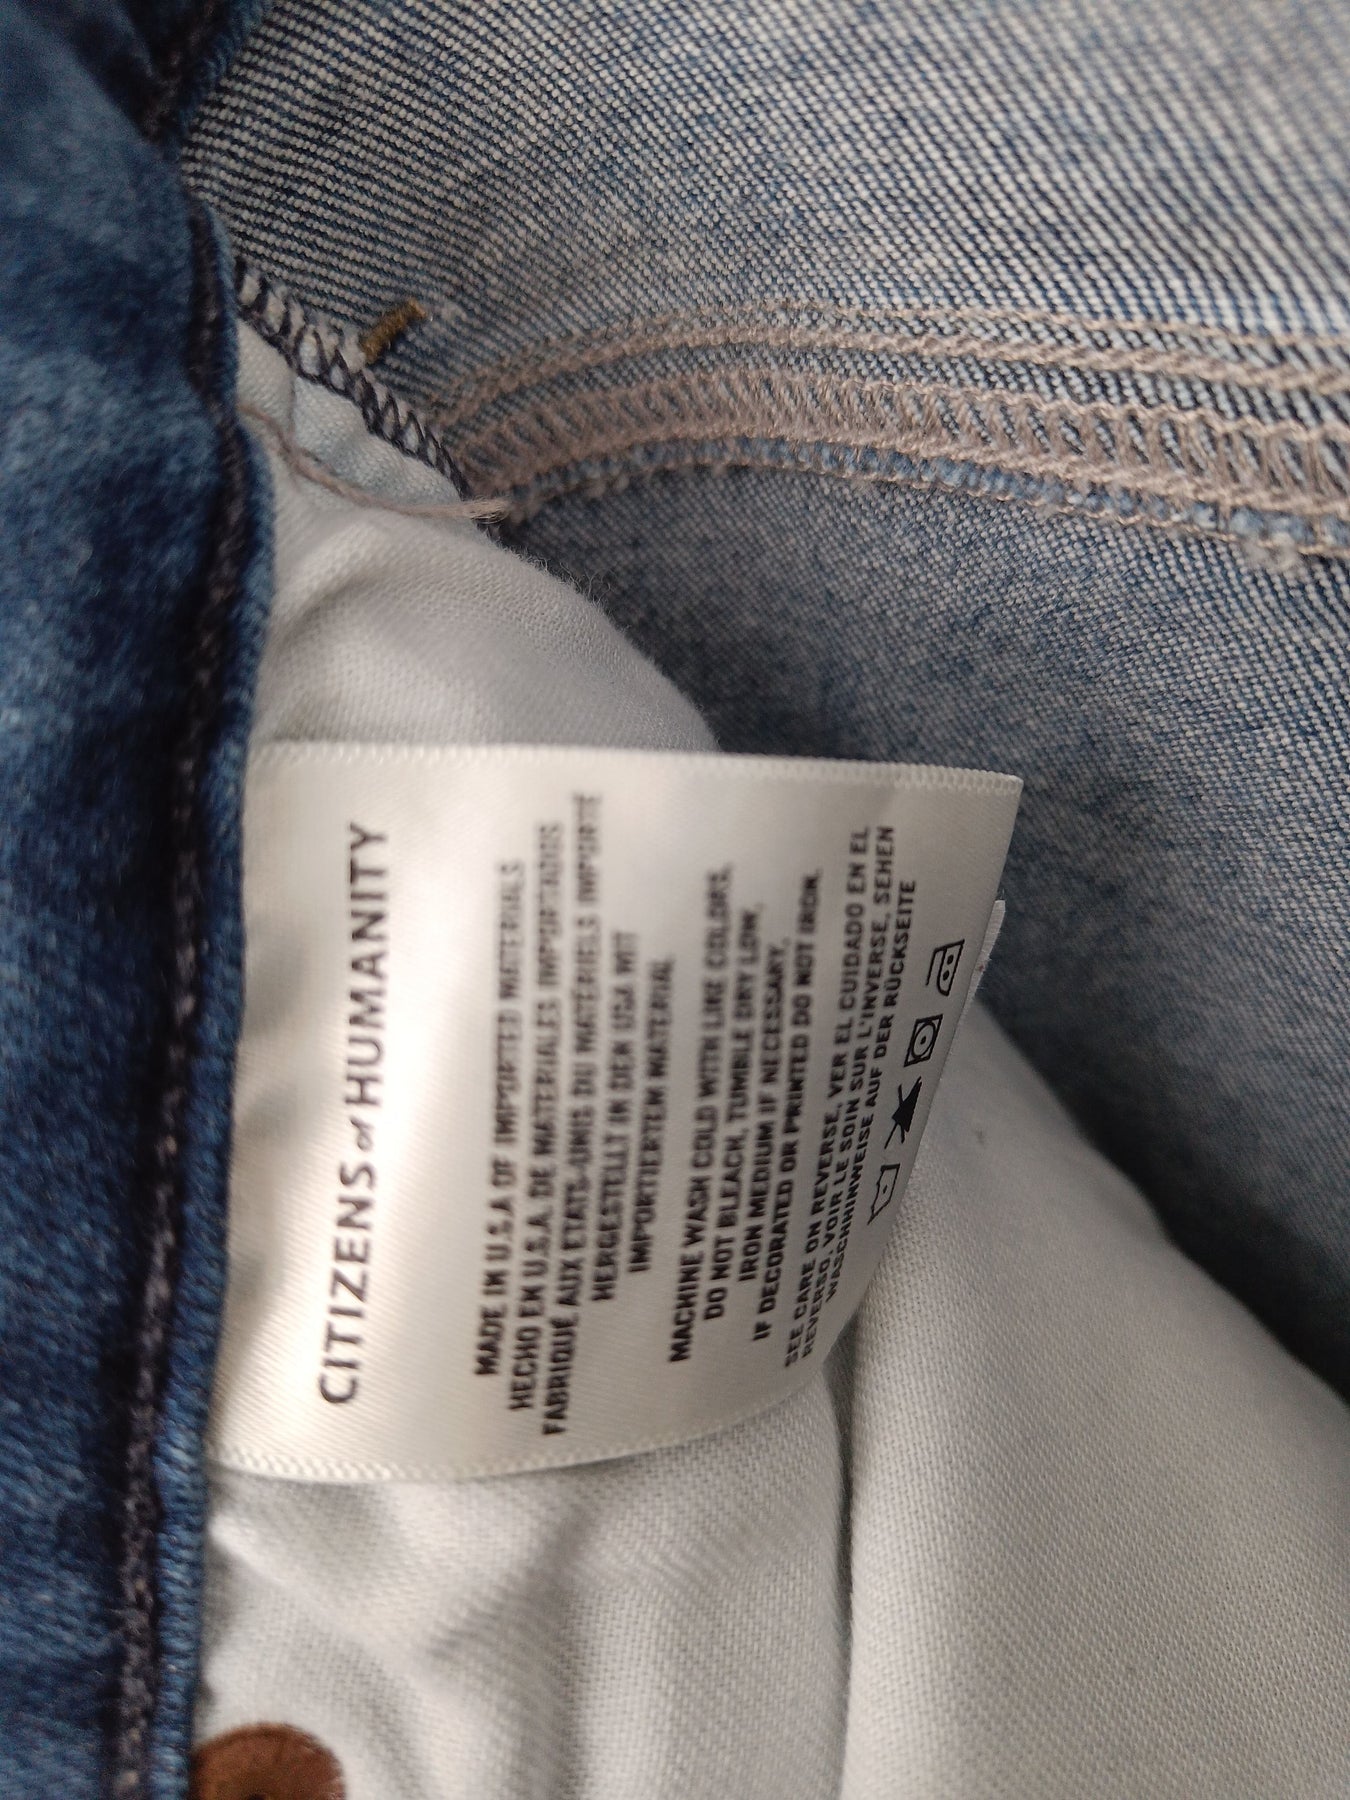 CITIZENS of HUMANITY
MADE IN U.S.A OF IMPORTED MATERIALS
HECHO EN U.S.A. DE MATERIALES IMPORTADOS
FABRIQUÉ AUX ETATS-UNIS DU MATERIELS IMPORTÉ
HERGESTELLT IN DER USA MIT
IMPORTIERTEM MATERIAL
MACHINE WASH COLD WITH LIKE COLORS.
DO NOT BLEACH, TUMBLE DRY LOW,
IRON MEDIUM IF NECESSARY.
IF DECORATED OR PRINTED DO NOT IRON.
SEE CARE ON REVERSE. VER EL CUIDADO EN EL
REVERSO. VOIR LE SOIN SUR L'INVERSE. SEHEN
WASCHHINWEISE AUF DER RÜCKSEITE